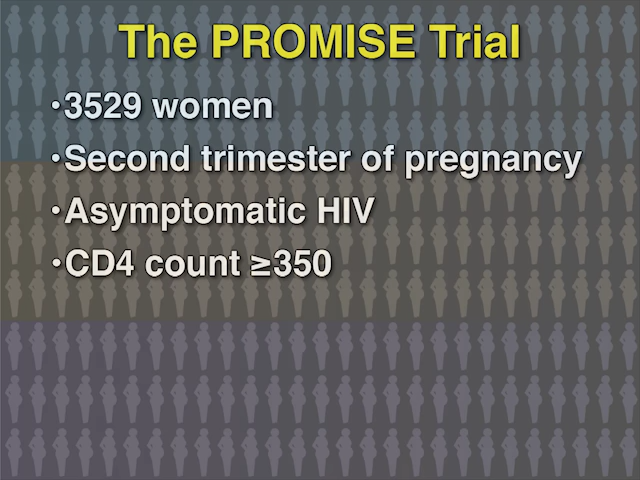 The PROMISE Trial
•3529 women
•Second trimester of pregnancy
•Asymptomatic HIV
•CD4 count ≥350